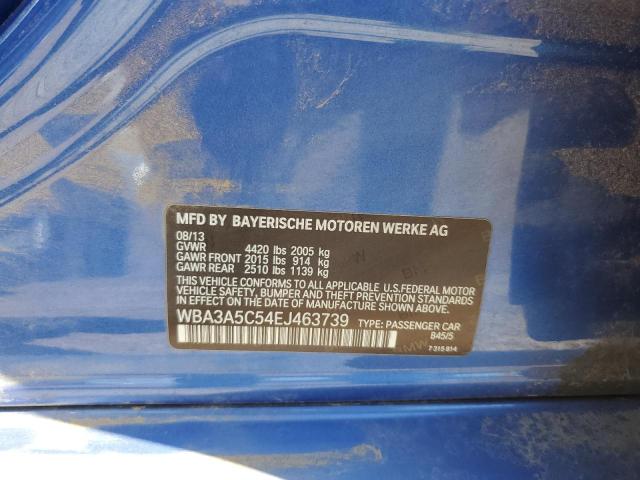 MFD BY BAYERISCHE MOTOREN WERKE AG
08/13
GVWR 4420 lbs 2005 kg
GAWR FRONT 2015 lbs 914 kg
GAWR REAR 2510 lbs 1139 kg
THIS VEHICLE CONFORMS TO ALL APPLICABLE U.S.FEDERAL MOTOR
VEHICLE SAFETY, BUMPER AND THEFT PREVENTION STANDARDS
IN EFFECT ON THE DATE OF MANUFACTURE SHOWN ABOVE.
WBA3A5C54EJ463739 TYPE: PASSENGER CAR
B45/5
7 315 814